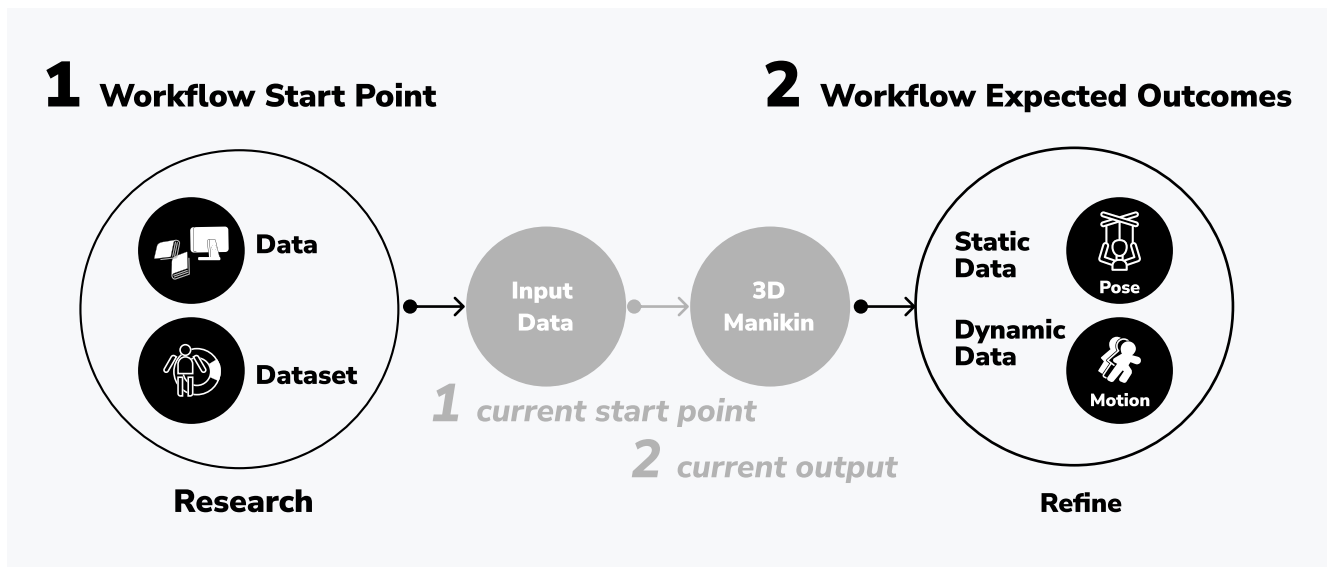 1 Workflow Start Point
2 Workflow Expected Outcomes
Data
Dataset
Research
Input
Data
3D
Manikin
1 current start point
2 current output
Static
Data
Pose
Dynamic
Data
Motion
Refine